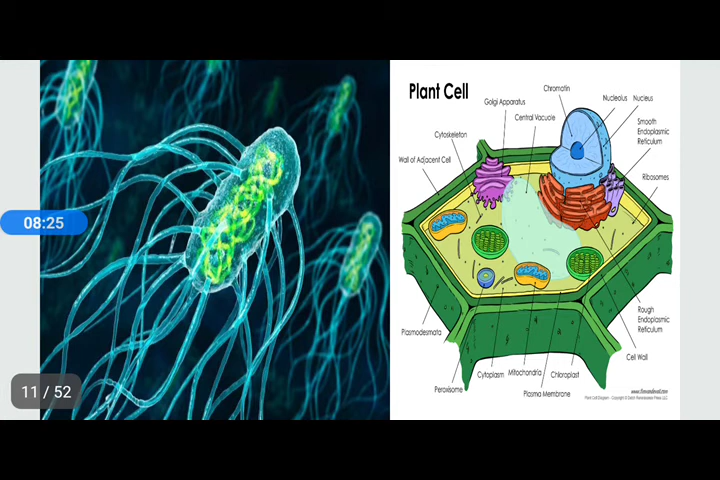 Plant Cell
Chromatin
Golgi Apparatus
Nucleolus
Nucleus
Central Vacuole
Smooth
Endoplasmic
Reticulum
Cytoskeleton
Wall of Adjacent Cell
Ribosomes
08:25
Rough
Endoplasmic
Reticulum
Plasmodesmata
Cell Wall
Cytoplasm
Mitochondria
Chloroplast
Peroxisome
Plasma Membrane
11 / 52